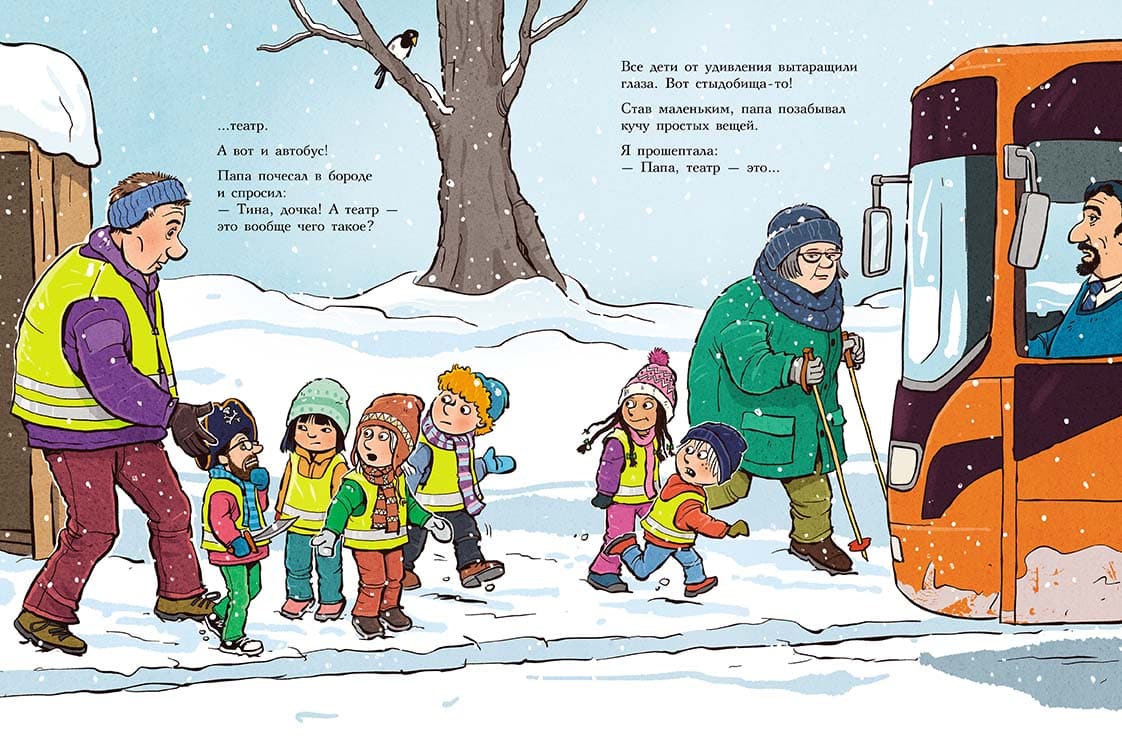 ...театр.
А вот и автобус!
Папа почесал в бороде
и спросил:
— Тина, дочка! А театр —
это вообще чего такое?
Все дети от удивления вытаращили
глаза. Вот стыдобища-то!
Став маленьким, папа позабывал
кучу простых вещей.
Я прошептала:
— Папа, театр — это...